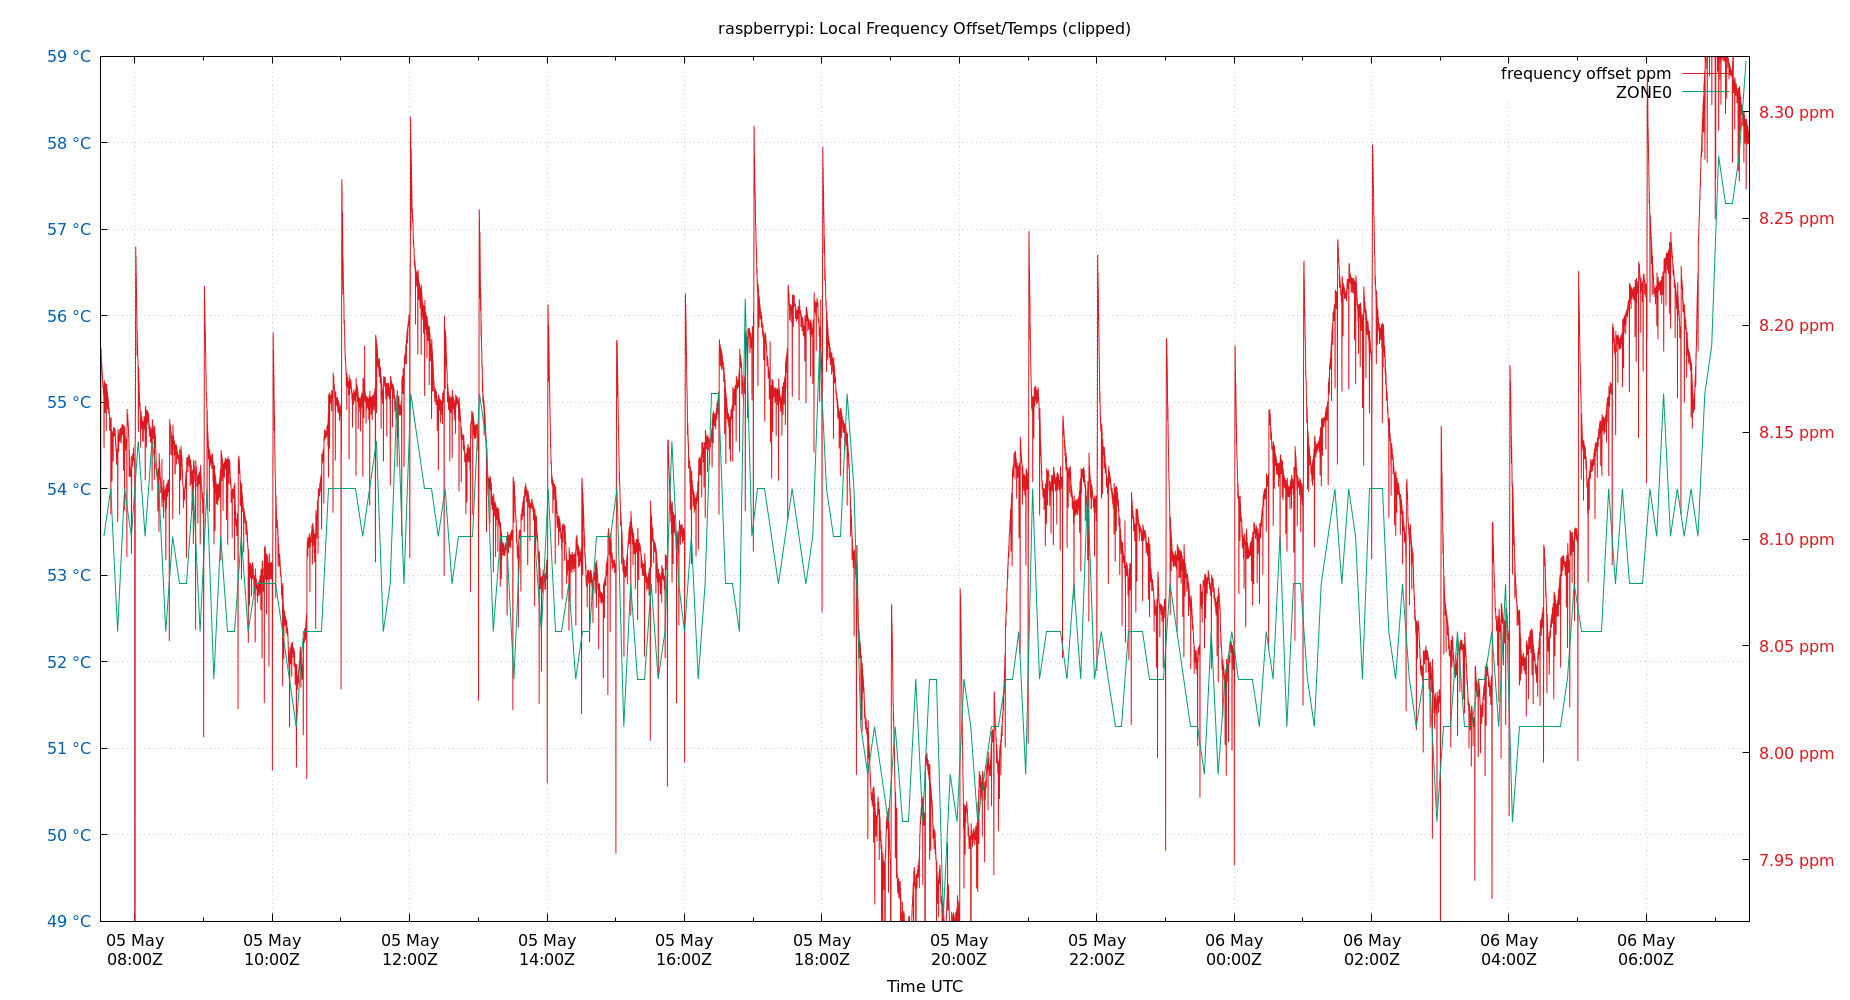 raspberrypi: Local Frequency Offset/Temps (clipped)
frequency offset ppm
ZONE0
59 °C
58 °C
57 °C
56 °C
55 °C
54 °C
53 °C
52 °C
51 °C
50 °C
49 °C
8.30 ppm
8.25 ppm
8.20 ppm
8.15 ppm
8.10 ppm
8.05 ppm
8.00 ppm
7.95 ppm
05 May 05 May 05 May 05 May 05 May 05 May 05 May 05 May 06 May 06 May 06 May 06 May
08:00Z 10:00Z 12:00Z 14:00Z 16:00Z 18:00Z 20:00Z 22:00Z 00:00Z 02:00Z 04:00Z 06:00Z
Time UTC